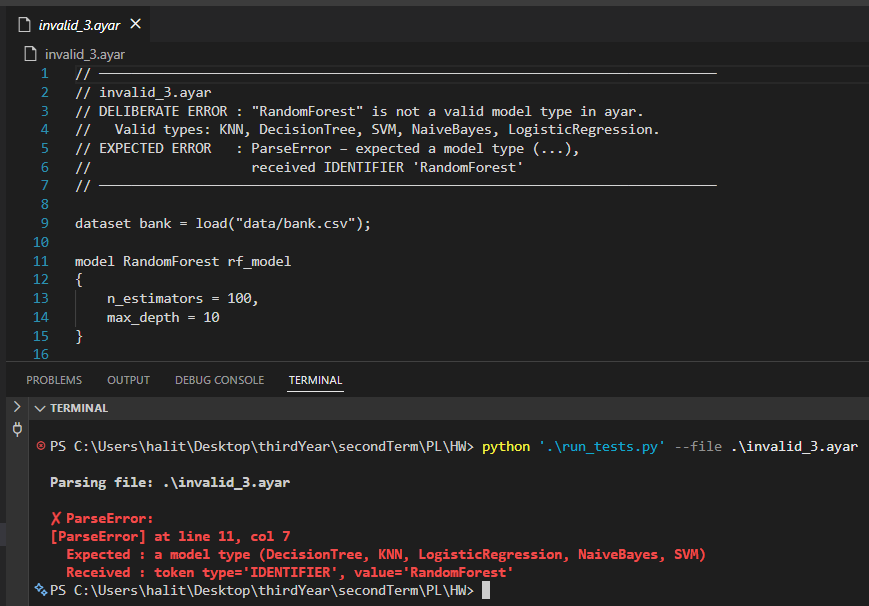 invalid_3.ayar ✕
invalid_3.ayar
1 // ──────────────────────────────────────────────
2 // invalid_3.ayar
3 // DELIBERATE ERROR : "RandomForest" is not a valid model type in ayar.
4 //   Valid types: KNN, DecisionTree, SVM, NaiveBayes, LogisticRegression.
5 // EXPECTED ERROR   : ParseError – expected a model type (...),
6 //                    received IDENTIFIER 'RandomForest'
7 // ──────────────────────────────────────────────
8
9 dataset bank = load("data/bank.csv");
10
11 model RandomForest rf_model
12 {
13     n_estimators = 100,
14     max_depth = 10
15 }
16
PROBLEMS OUTPUT DEBUG CONSOLE TERMINAL
TERMINAL
PS C:\Users\halit\Desktop\thirdYear\secondTerm\PL\HW> python '.\run_tests.py' --file .\invalid_3.ayar
Parsing file: .\invalid_3.ayar
✗ ParseError:
[ParseError] at line 11, col 7
  Expected : a model type (DecisionTree, KNN, LogisticRegression, NaiveBayes, SVM)
  Received : token type='IDENTIFIER', value='RandomForest'
PS C:\Users\halit\Desktop\thirdYear\secondTerm\PL\HW>